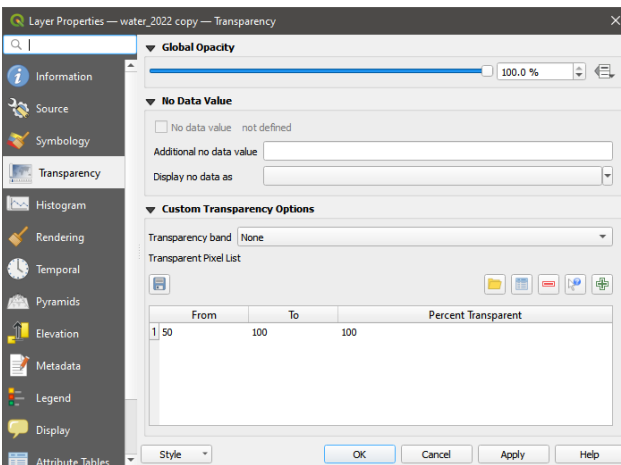 Layer Properties — water_2022 copy — Transparency
Information
Source
Symbology
Transparency
Histogram
Rendering
Temporal
Pyramids
Elevation
Metadata
Legend
Display
Attribute Tables
Global Opacity
100.0 %
No Data Value
No data value not defined
Additional no data value
Display no data as
Custom Transparency Options
Transparency band None
Transparent Pixel List
From To Percent Transparent
1 50 100 100
Style OK Cancel Apply Help